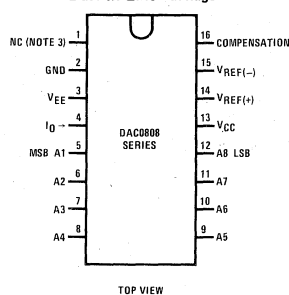 NC (NOTE 3) 1
16 COMPENSATION
GND 2
15 VREF(−)
VEE 3
14 VREF(+)
IO→ 4
13 VCC
DAC0808
SERIES
MSB A1 5
12 A8 LSB
A2 6
11 A7
A3 7
10 A6
A4 8
9 A5
TOP VIEW